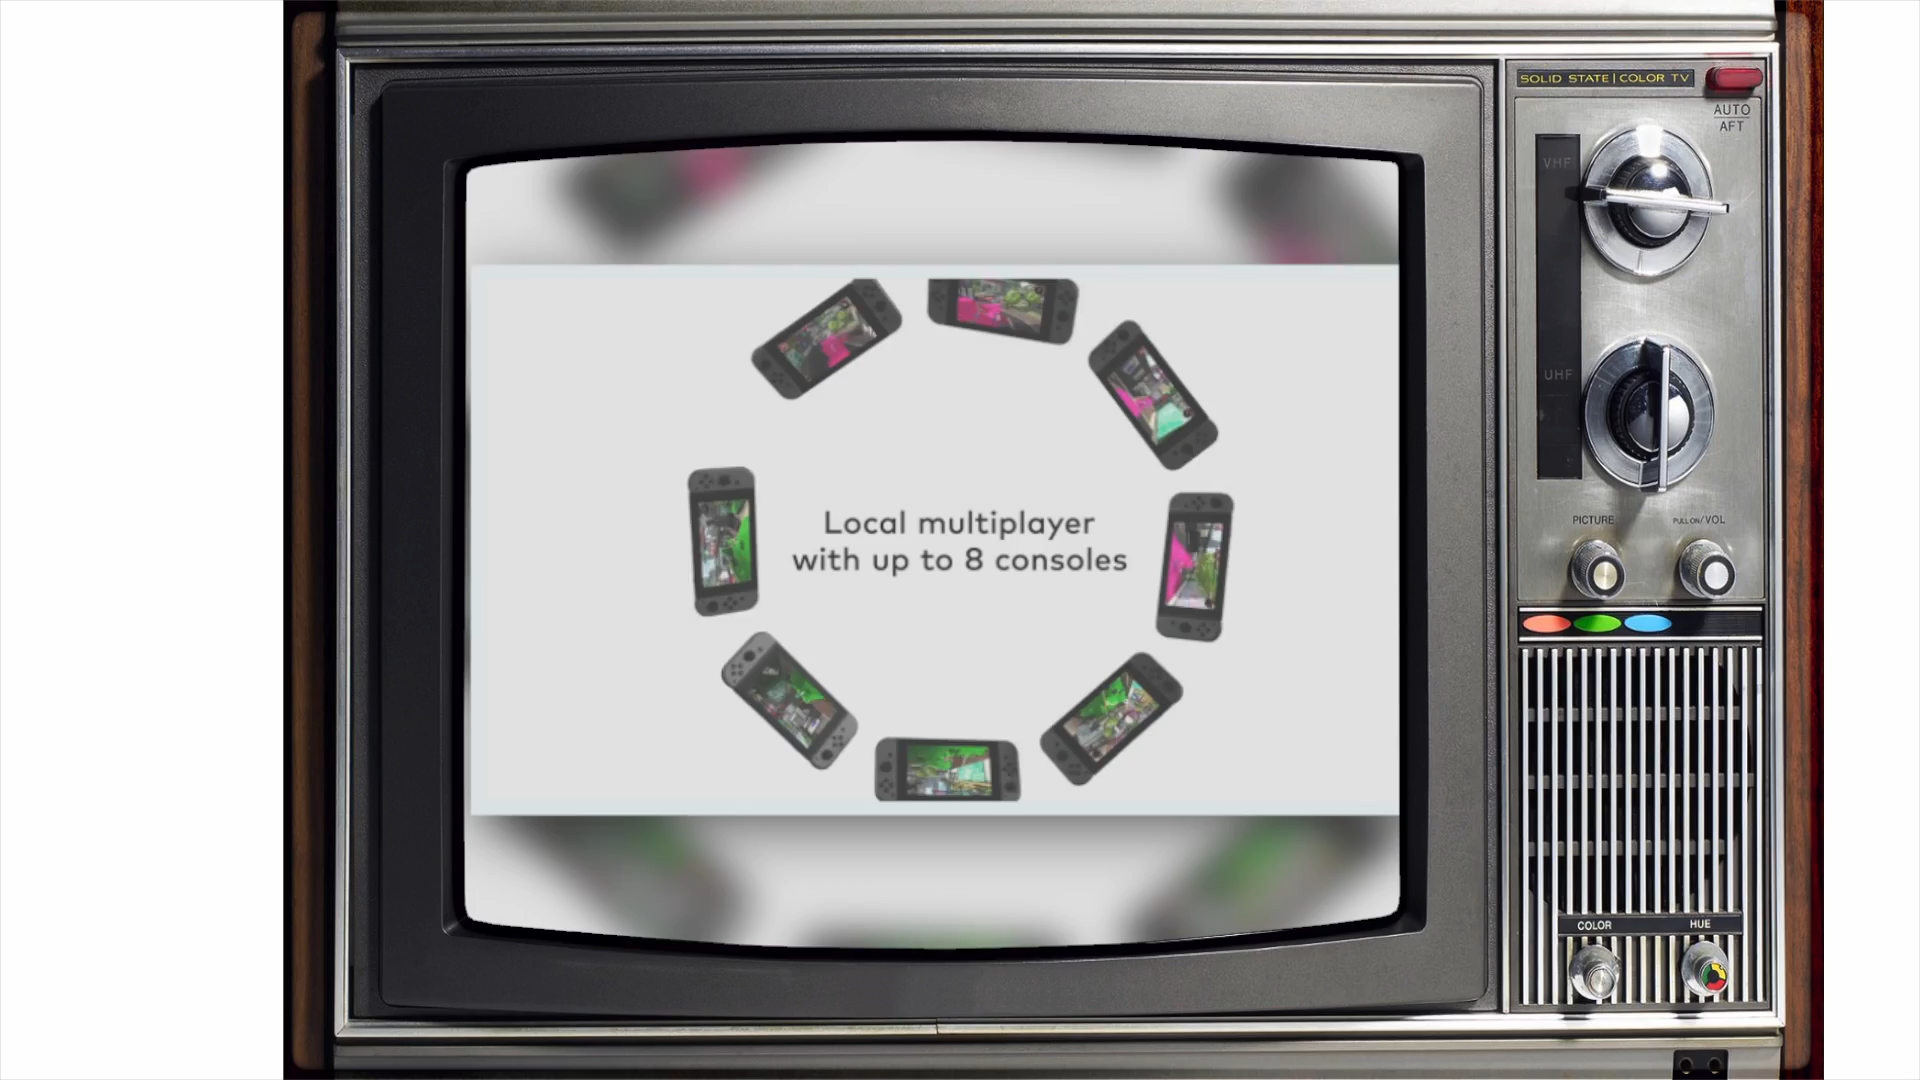 SOLID STATE | COLOR TV
AUTO
AFT
VHF
UHF
Local multiplayer
with up to 8 consoles
PICTURE
PULL ON/VOL
COLOR
HUE